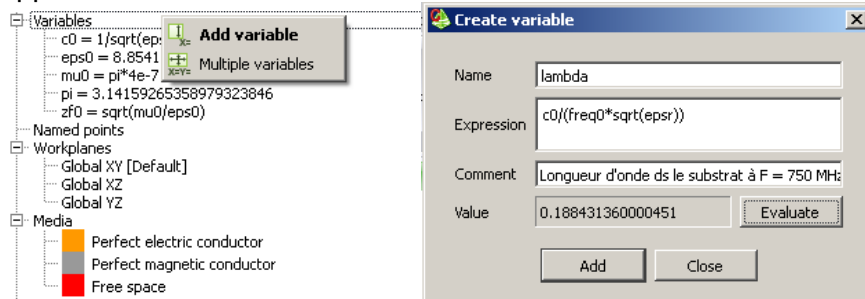 Variables
c0 = 1/sqrt(eps
eps0 = 8.8541
mu0 = pi*4e-7
pi = 3.14159265358979323846
zf0 = sqrt(mu0/eps0)
Named points
Workplanes
Global XY [Default]
Global XZ
Global YZ
Media
Perfect electric conductor
Perfect magnetic conductor
Free space
X= Add variable
X=Y= Multiple variables
Create variable
Name lambda
Expression c0/(freq0*sqrt(epsr))
Comment Longueur d'onde ds le substrat à F = 750 MHz
Value 0.188431360000451 Evaluate
Add Close